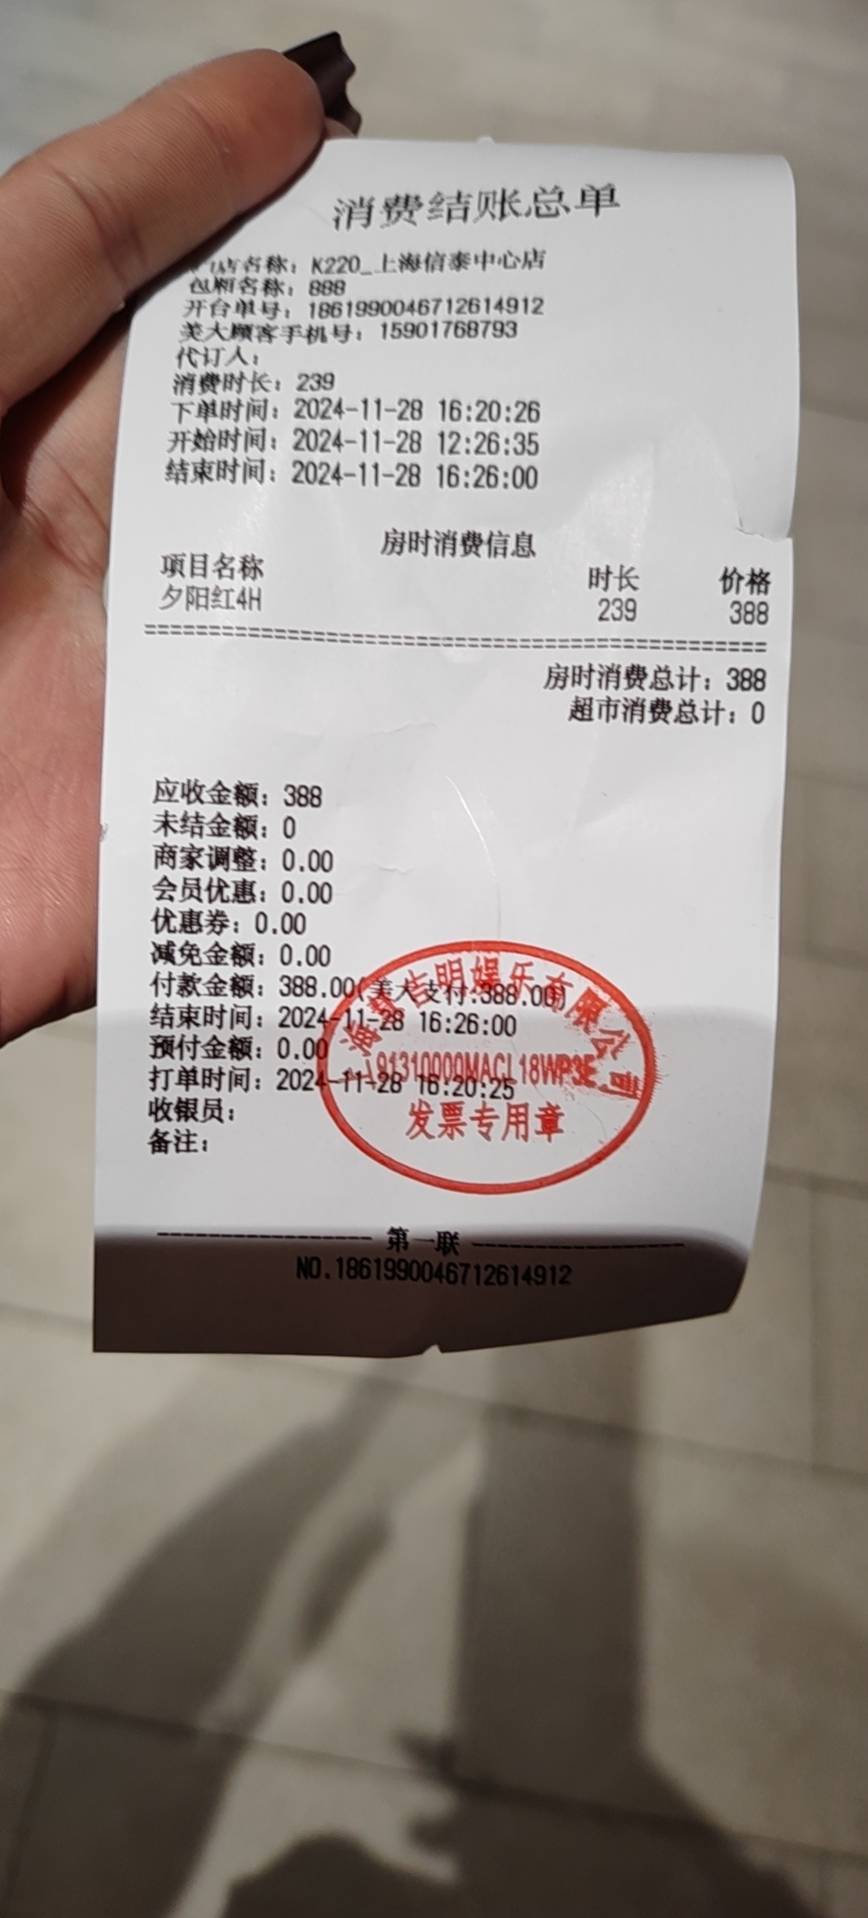 消费结账总单
门店名称：K220_上海信泰中心店
包厢名称：888
开台单号：1861990046712614912
美大顾客手机号：15901768793
代订人：
消费时长：239
下单时间：2024-11-28 16:20:26
开始时间：2024-11-28 12:26:35
结束时间：2024-11-28 16:26:00
房时消费信息
项目名称 时长 价格
夕阳红4H 239 388
房时消费总计：388
超市消费总计：0
应收金额：388
未结金额：0
商家调整：0.00
会员优惠：0.00
优惠券：0.00
减免金额：0.00
付款金额：388.00(美大支付:388.00)
结束时间：2024-11-28 16:26:00
预付金额：0.00
打单时间：2024-11-28 16:20:25
收银员：
备注：
明娱乐有限公司
发票专用章
第一联
NO.1861990046712614912